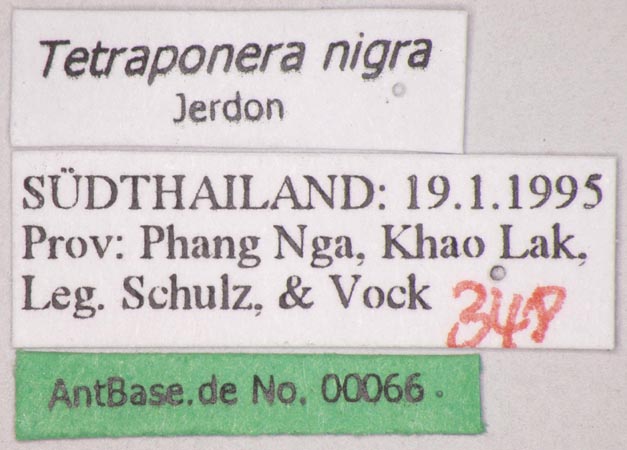 Tetraponera nigra
Jerdon
SÜDTHAILAND: 19.1.1995
Prov: Phang Nga, Khao Lak,
Leg. Schulz, & Vock 348
AntBase.de No. 00066